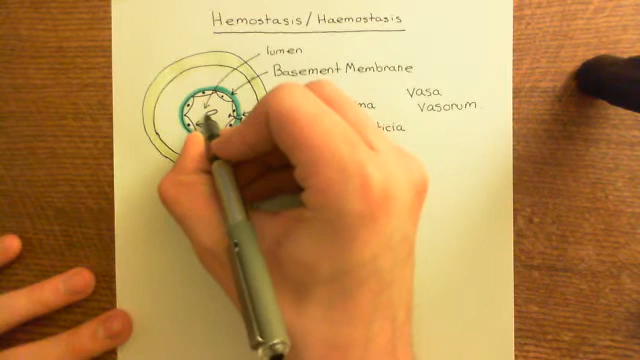 Hemostasis / Haemostasis
lumen
Basement Membrane
Vasa
Vasorum